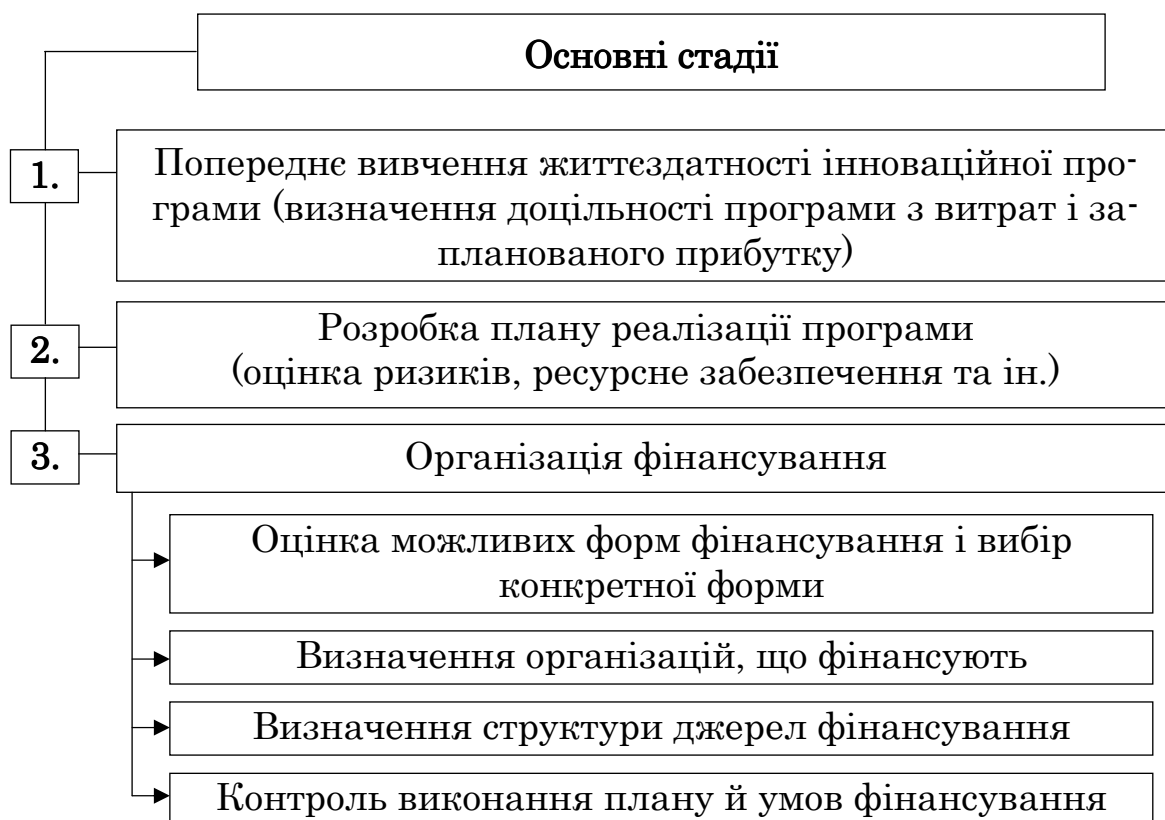 Основні стадії
1.
Попереднє вивчення життєздатності інноваційної про-
грами (визначення доцільності програми з витрат і за-
планованого прибутку)
2.
Розробка плану реалізації програми
(оцінка ризиків, ресурсне забезпечення та ін.)
3.
Організація фінансування
Оцінка можливих форм фінансування і вибір
конкретної форми
Визначення організацій, що фінансують
Визначення структури джерел фінансування
Контроль виконання плану й умов фінансування